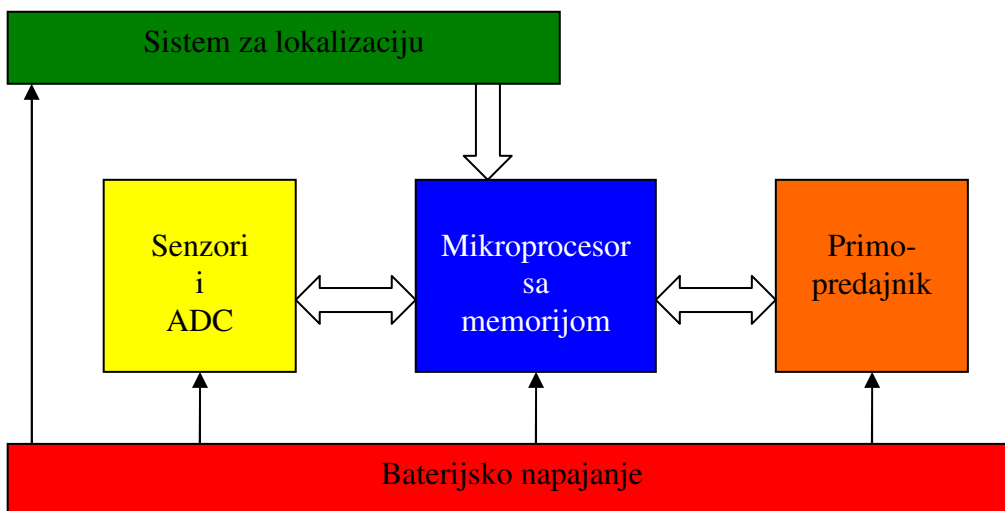 Sistem za lokalizaciju
Senzori
i
ADC
Mikroprocesor
sa
memorijom
Primo-
predajnik
Baterijsko napajanje